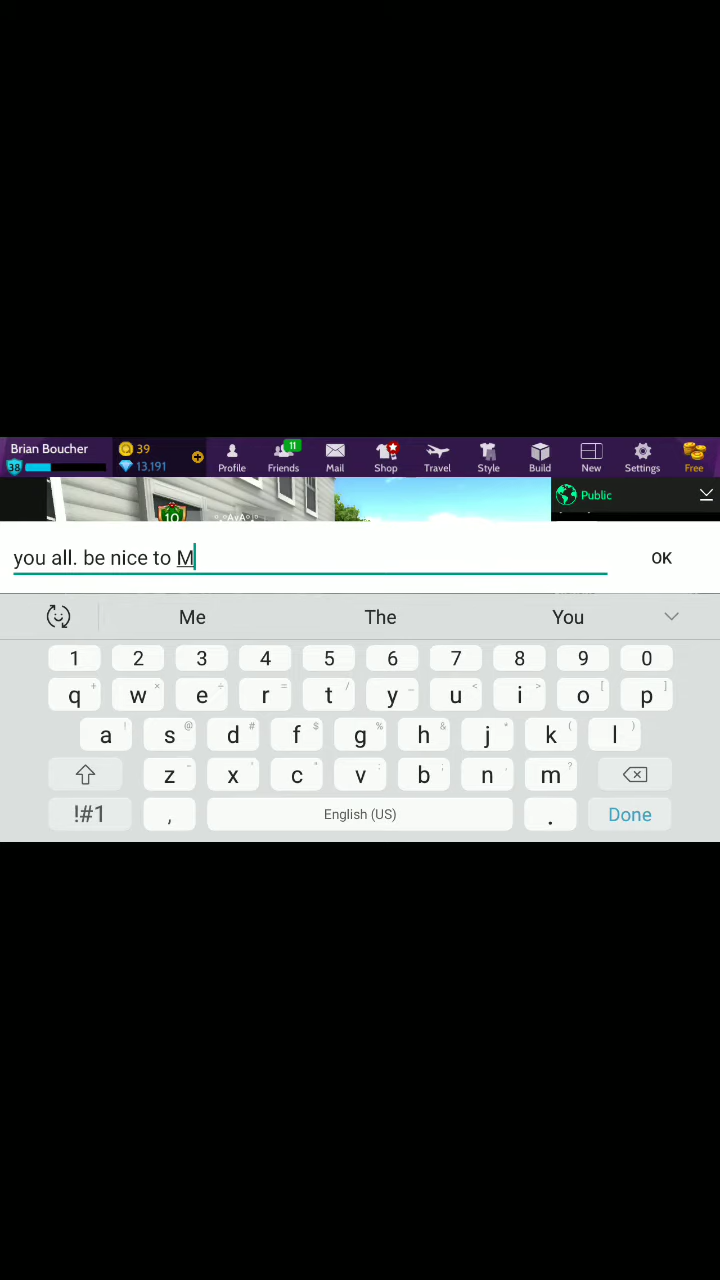 Brian Boucher
38
39
13,191
Profile
11
Friends
Mail
Shop
Travel
Style
Build
New
Settings
Free
10
Public
you all. be nice to M
OK
Me The You
1 2 3 4 5 6 7 8 9 0
q + w × e ÷ r = t / y _ u < i > o [ p ]
a ! s @ d # f $ g % h & j * k ( l )
z - x ' c " v : b ; n , m ?
!#1 , English (US) . Done